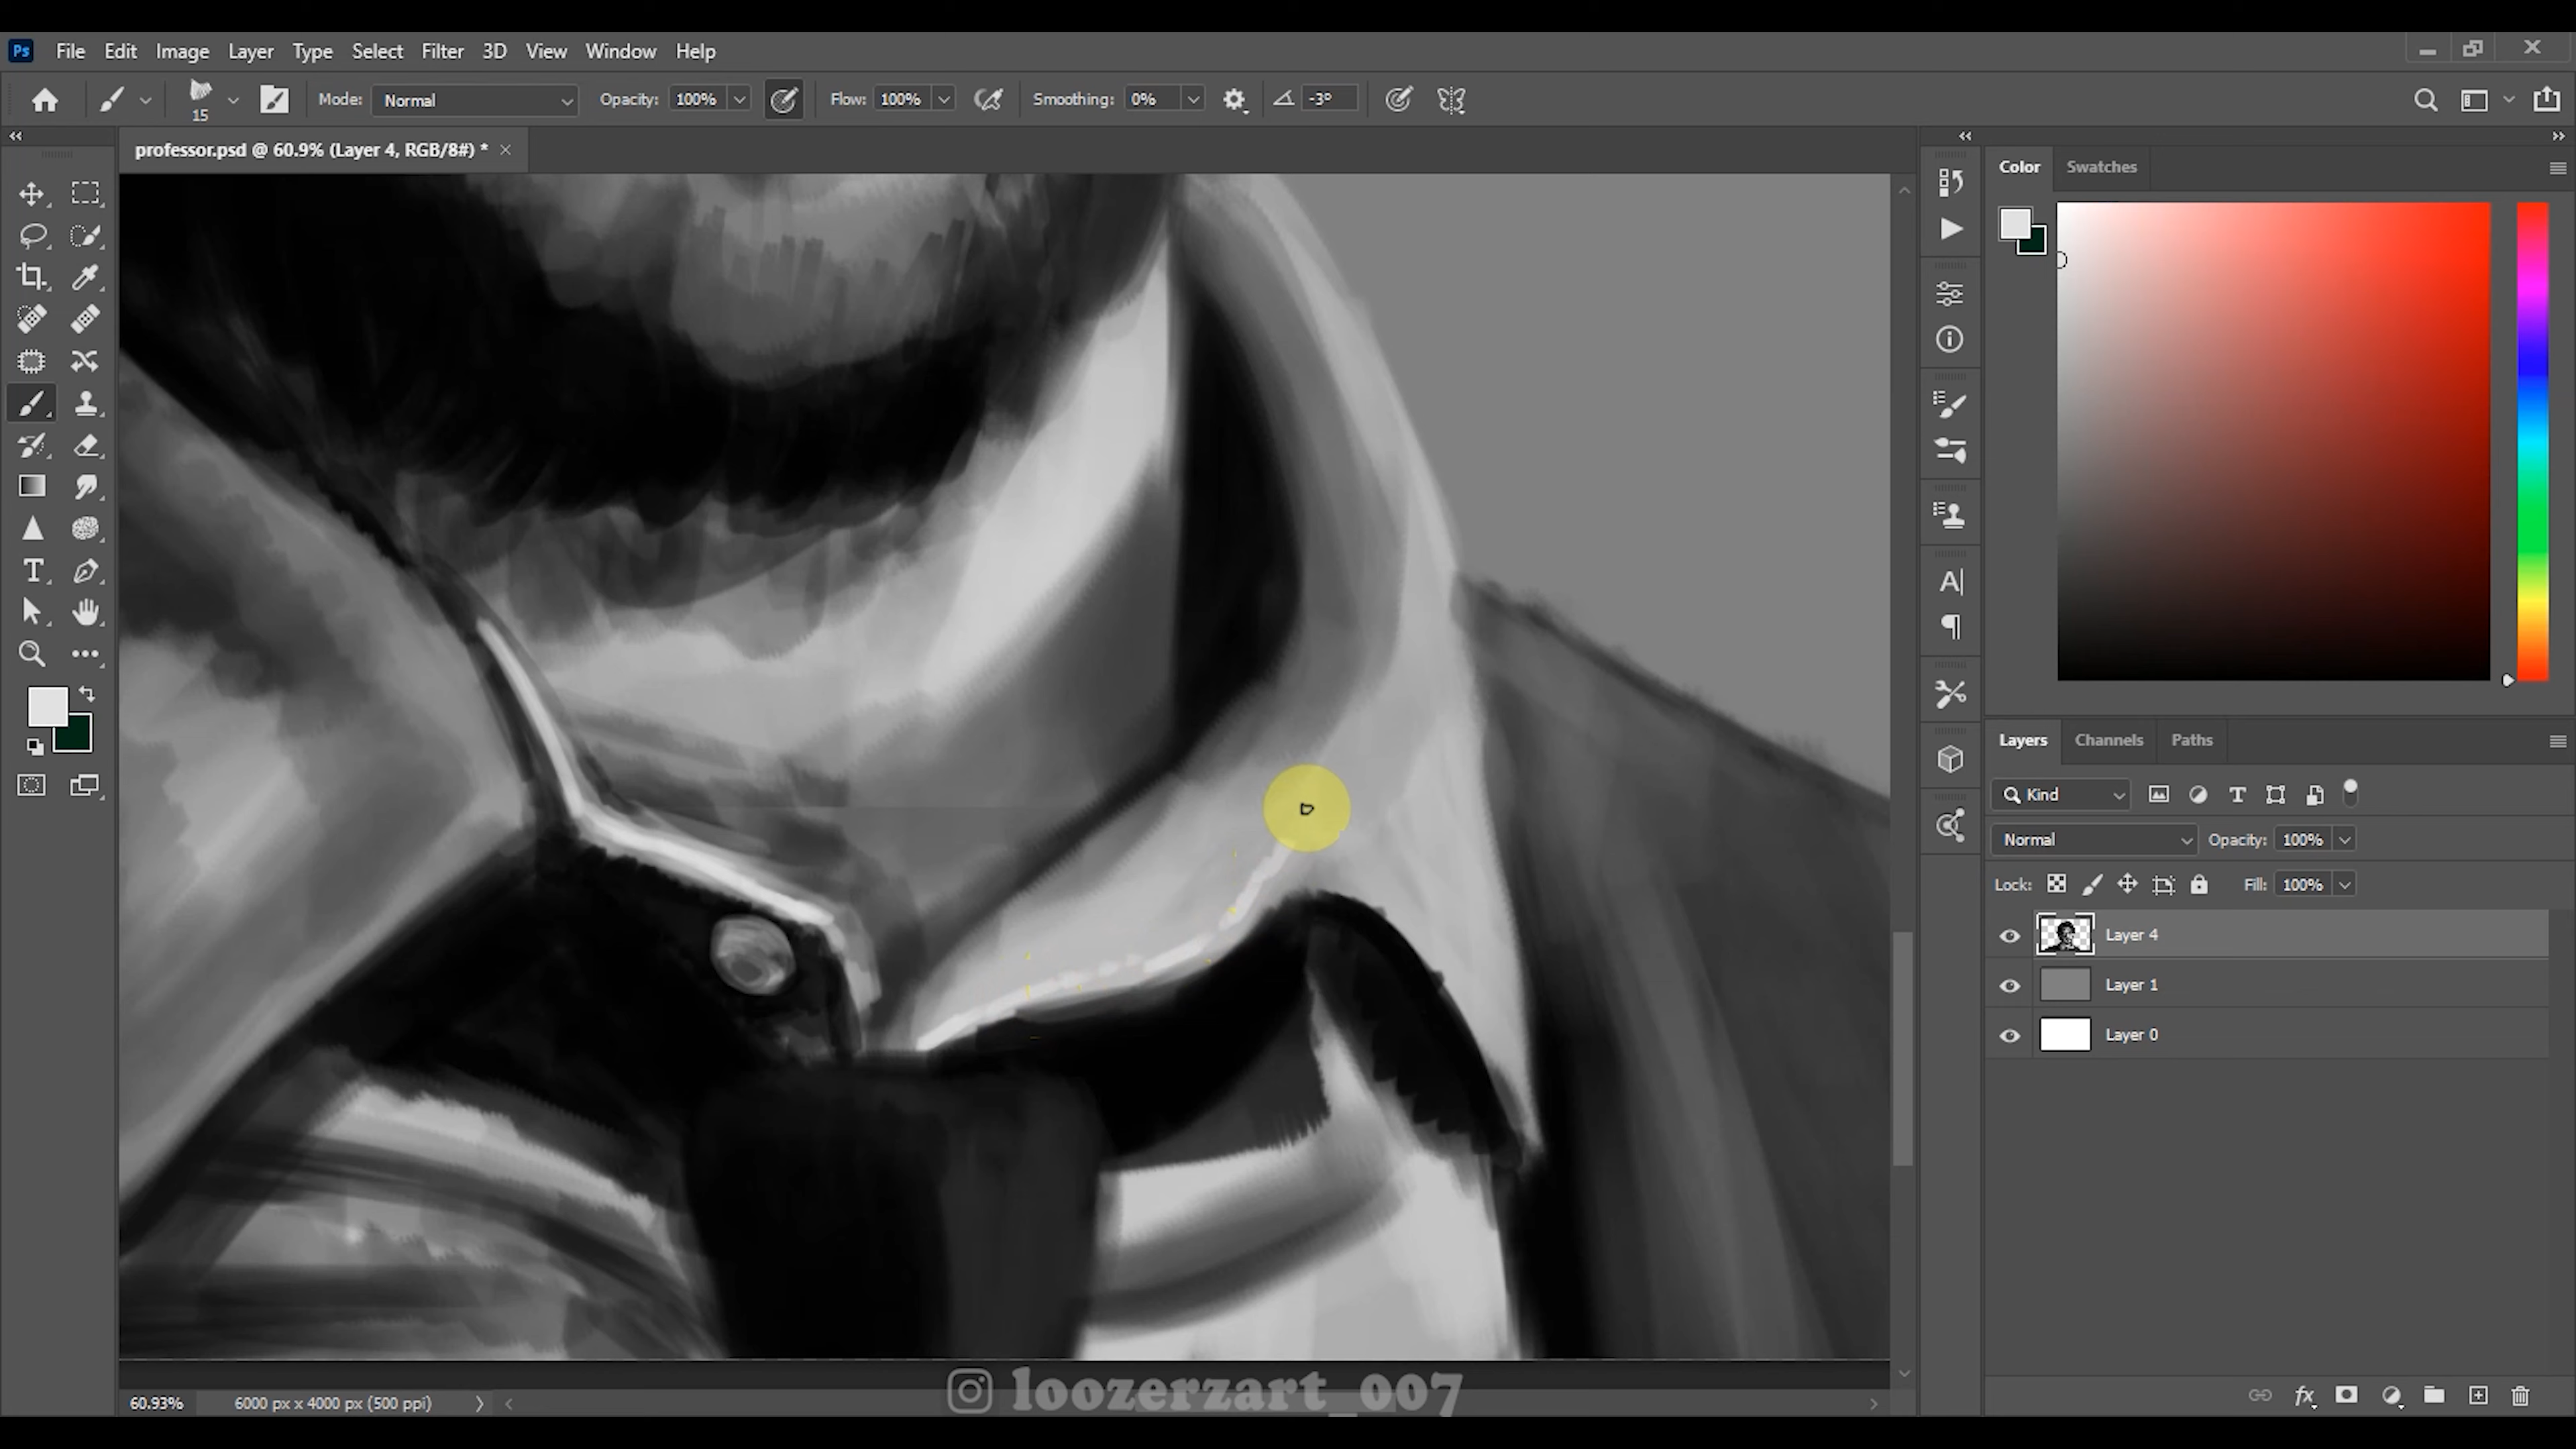 Ps File Edit Image Layer Type Select Filter 3D View Window Help
15 Mode: Normal Opacity: 100% Flow: 100% Smoothing: 0% -3°
professor.psd @ 60.9% (Layer 4, RGB/8#) *
Color Swatches
Layers Channels Paths
Kind
Normal Opacity: 100%
Lock: Fill: 100%
Layer 4
Layer 1
Layer 0
60.93% 6000 px x 4000 px (500 ppi)
loozerzart_007